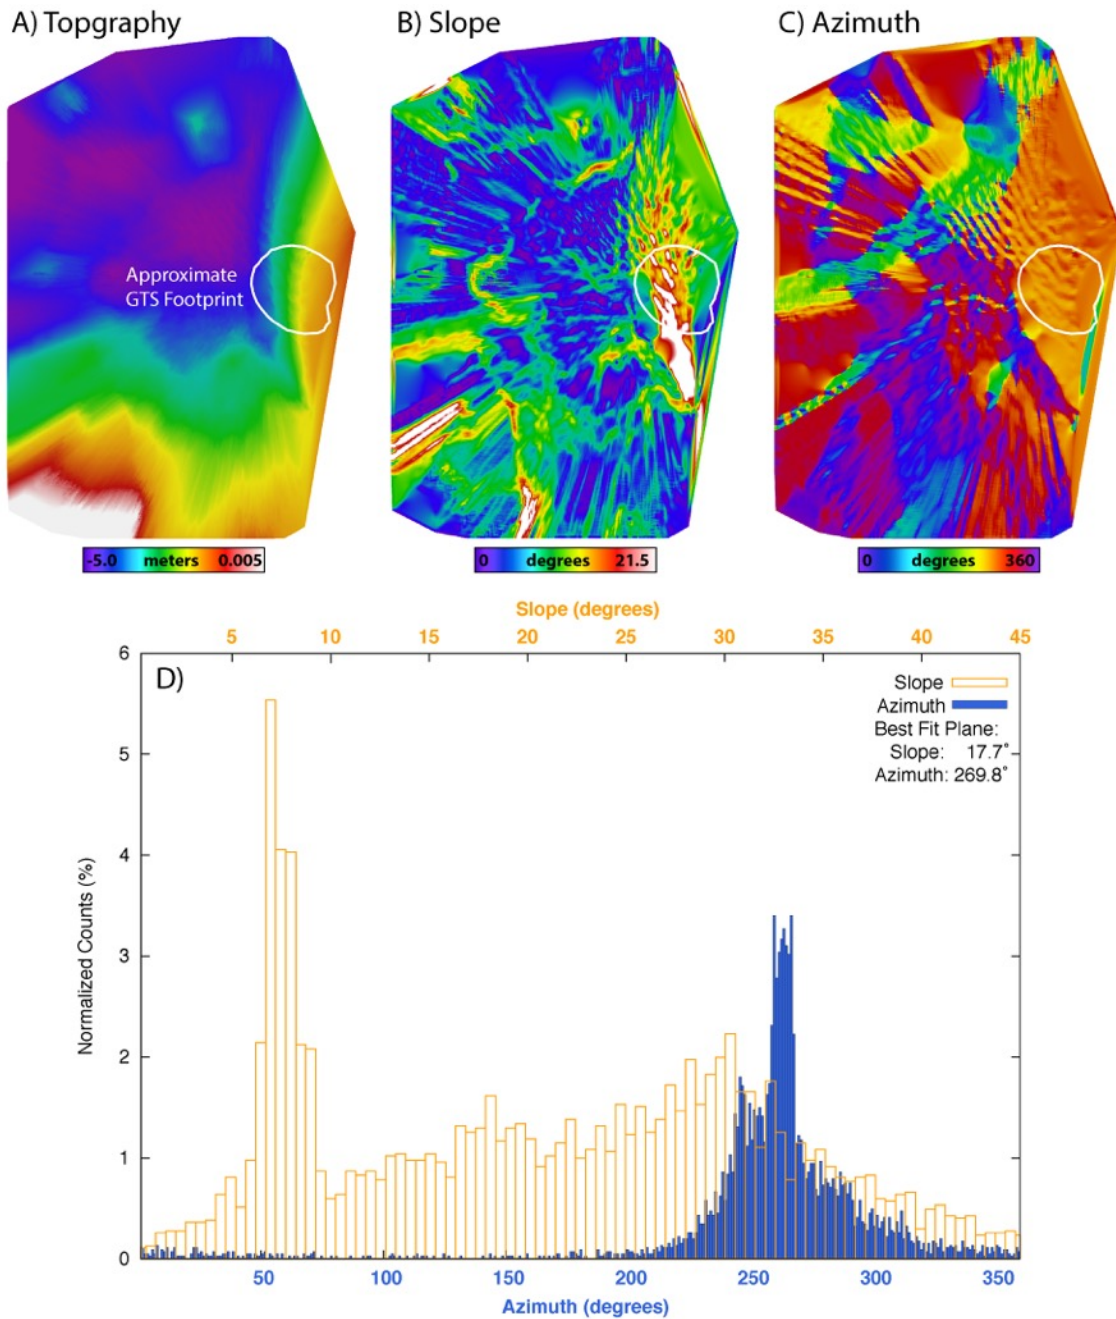 A) Topgraphy
B) Slope
C) Azimuth
Approximate
GTS Footprint
-5.0 meters 0.005
0 degrees 21.5
0 degrees 360
Slope (degrees)
5 10 15 20 25 30 35 40 45
D)
Slope
Azimuth
Best Fit Plane:
Slope: 17.7°
Azimuth: 269.8°
6
5
4
3
2
1
0
Normalized Counts (%)
50 100 150 200 250 300 350
Azimuth (degrees)